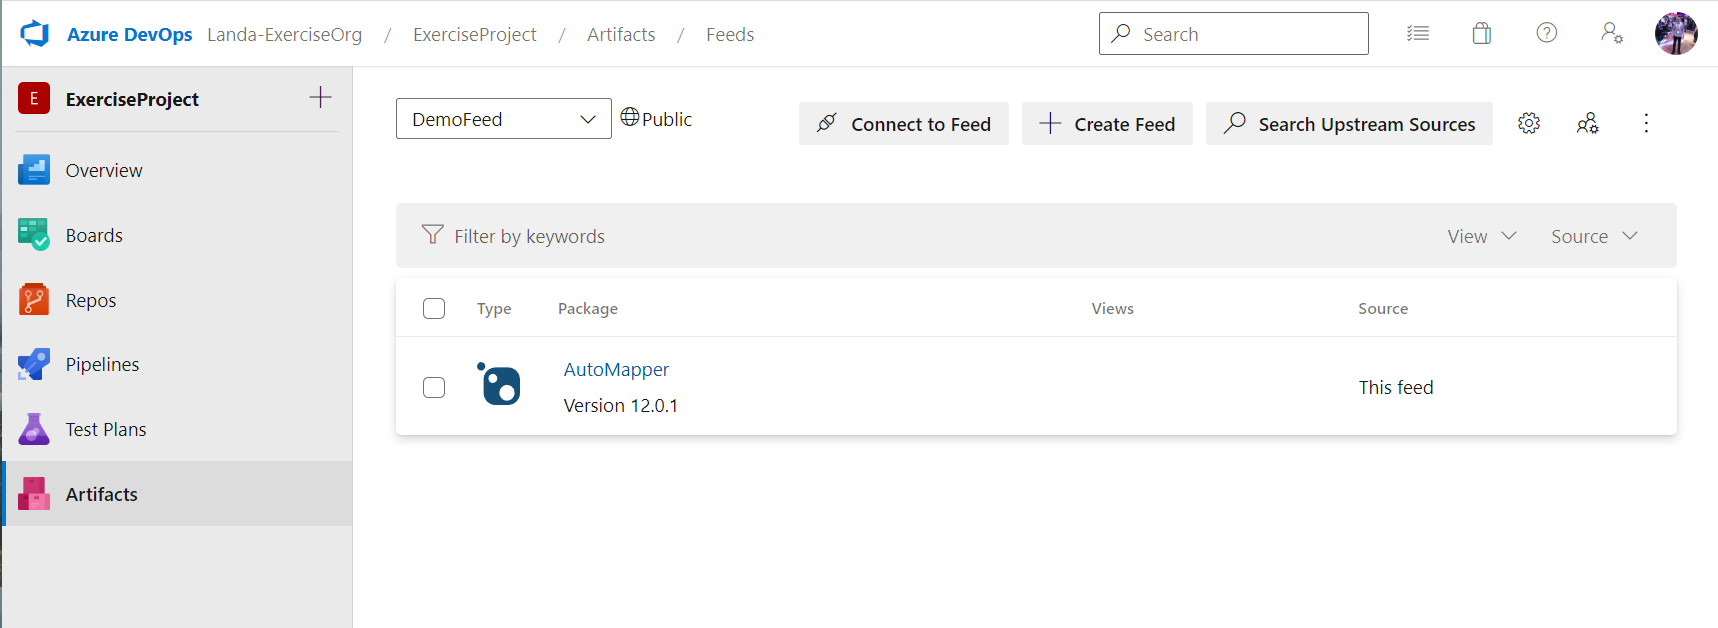 Azure DevOps Landa-ExerciseOrg / ExerciseProject / Artifacts / Feeds
Search
E ExerciseProject
Overview
Boards
Repos
Pipelines
Test Plans
Artifacts
DemoFeed
Public
Connect to Feed
Create Feed
Search Upstream Sources
Filter by keywords
View
Source
Type Package Views Source
AutoMapper
Version 12.0.1
This feed